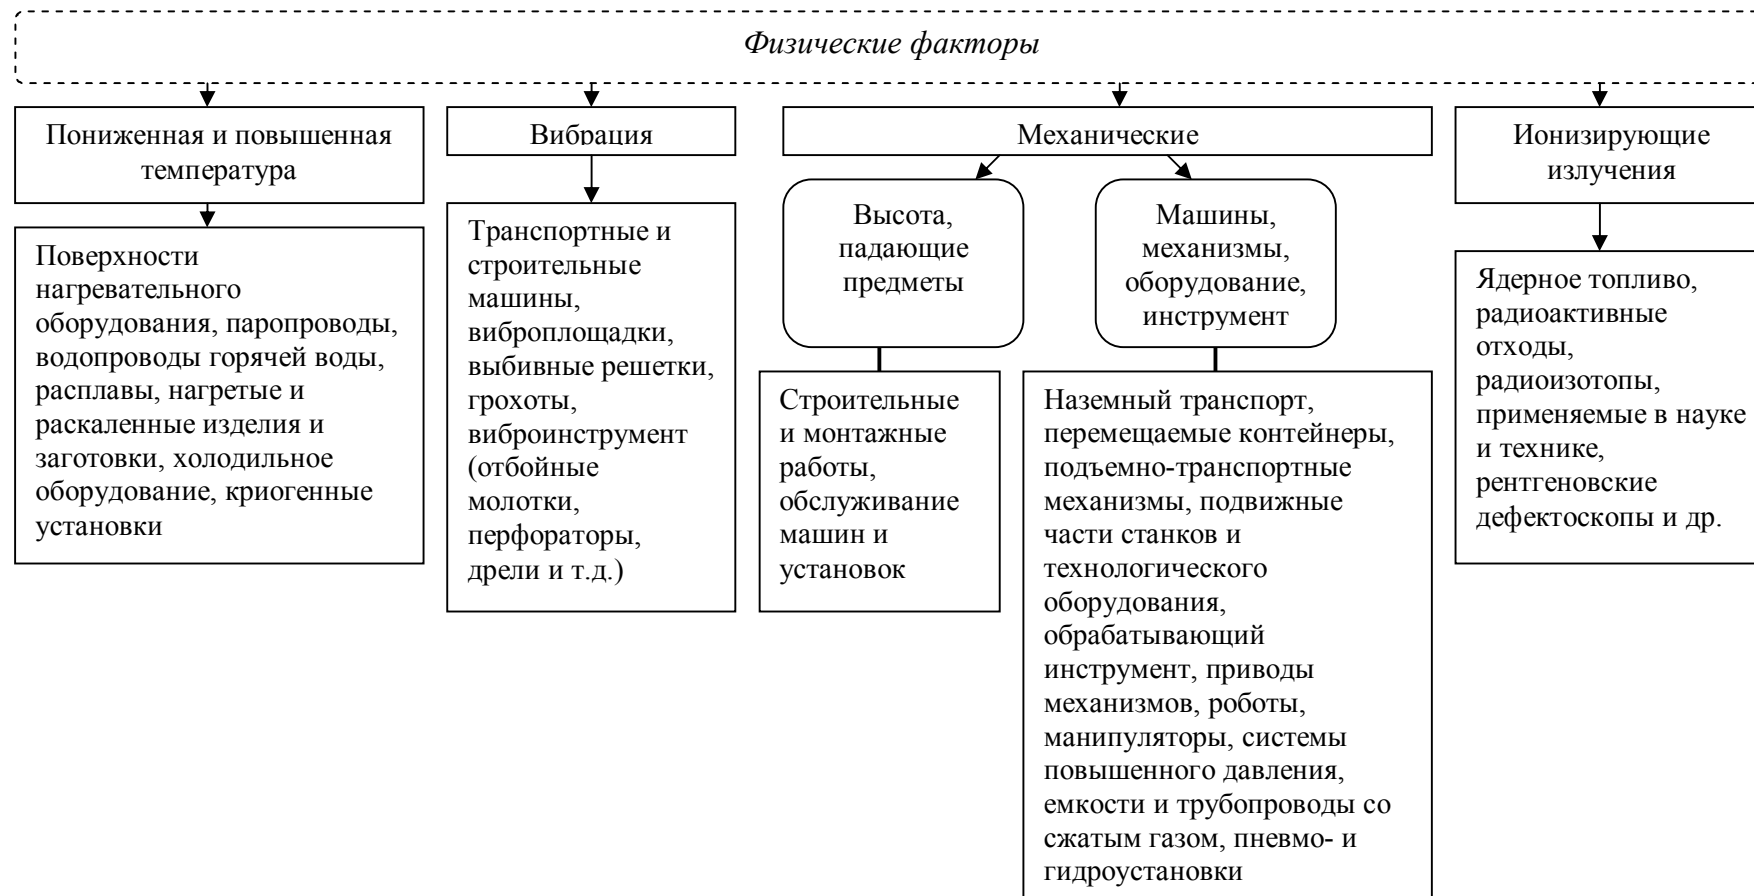 Физические факторы
Пониженная и повышенная
температура
Поверхности
нагревательного
оборудования, паропроводы,
водопроводы горячей воды,
расплавы, нагретые и
раскаленные изделия и
заготовки, холодильное
оборудование, криогенные
установки
Вибрация
Транспортные и
строительные
машины,
виброплощадки,
выбивные решетки,
грохоты,
виброинструмент
(отбойные
молотки,
перфораторы,
дрели и т.д.)
Механические
Высота,
падающие
предметы
Строительные
и монтажные
работы,
обслуживание
машин и
установок
Машины,
механизмы,
оборудование,
инструмент
Наземный транспорт,
перемещаемые контейнеры,
подъемно-транспортные
механизмы, подвижные
части станков и
технологического
оборудования,
обрабатывающий
инструмент, приводы
механизмов, роботы,
манипуляторы, системы
повышенного давления,
емкости и трубопроводы со
сжатым газом, пневмо- и
гидроустановки
Ионизирующие
излучения
Ядерное топливо,
радиоактивные
отходы,
радиоизотопы,
применяемые в науке
и технике,
рентгеновские
дефектоскопы и др.